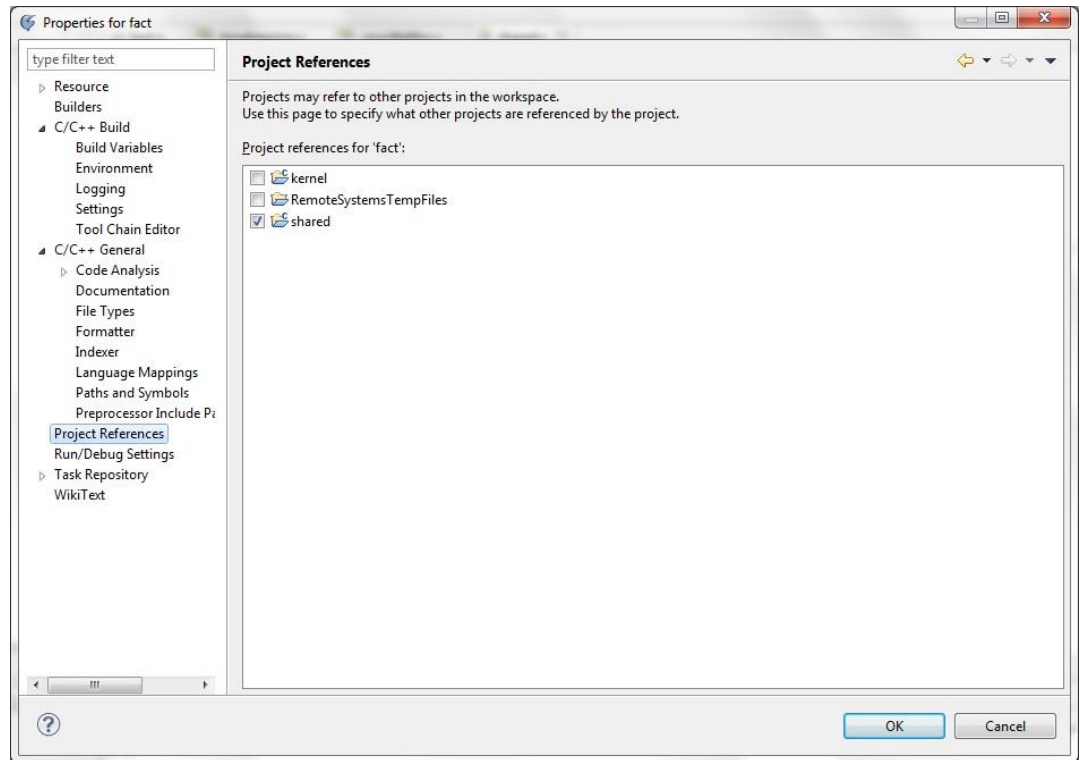 Properties for fact
type filter text
Resource
Builders
C/C++ Build
Build Variables
Environment
Logging
Settings
Tool Chain Editor
C/C++ General
Code Analysis
Documentation
File Types
Formatter
Indexer
Language Mappings
Paths and Symbols
Preprocessor Include Pa
Project References
Run/Debug Settings
Task Repository
WikiText
Project References
Projects may refer to other projects in the workspace.
Use this page to specify what other projects are referenced by the project.
Project references for 'fact':
kernel
RemoteSystemsTempFiles
shared
OK
Cancel